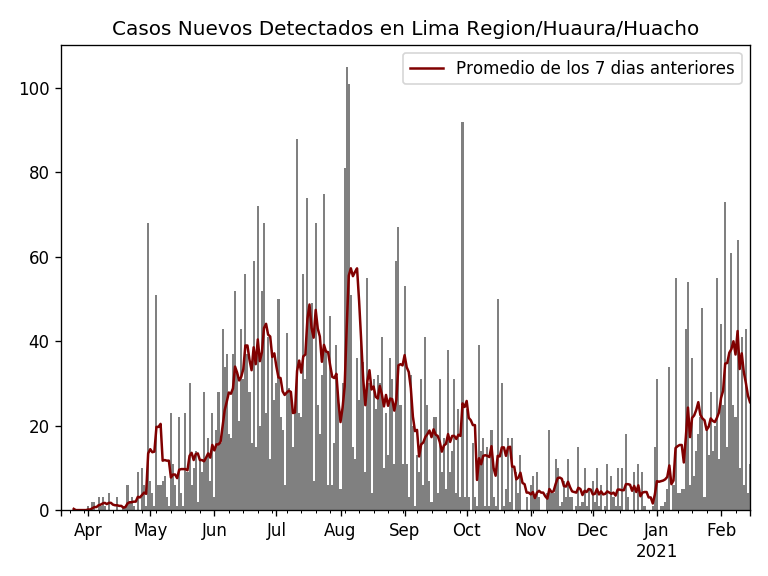 Casos Nuevos Detectados en Lima Region/Huaura/Huacho
Promedio de los 7 dias anteriores
100
80
60
40
20
0
Apr May Jun Jul Aug Sep Oct Nov Dec Jan Feb
2021